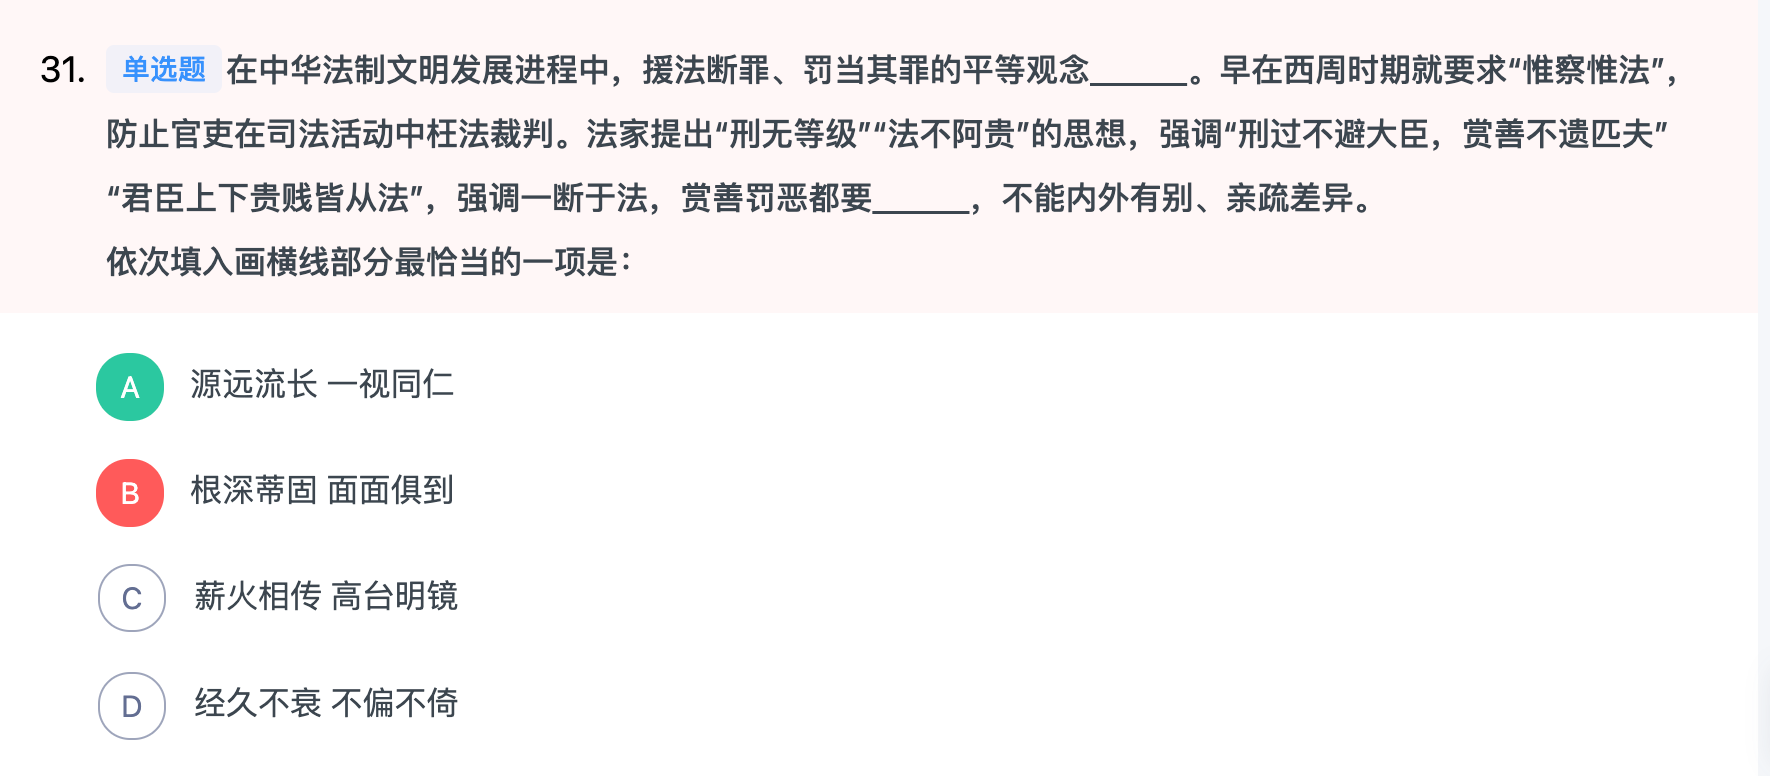 31. 单选题 在中华法制文明发展进程中，援法断罪、罚当其罪的平等观念______。早在西周时期就要求“惟察惟法”，
防止官吏在司法活动中枉法裁判。法家提出“刑无等级”“法不阿贵”的思想，强调“刑过不避大臣，赏善不遗匹夫”
“君臣上下贵贱皆从法”，强调一断于法，赏善罚恶都要______，不能内外有别、亲疏差异。
依次填入画横线部分最恰当的一项是：
A 源远流长 一视同仁
B 根深蒂固 面面俱到
C 薪火相传 高台明镜
D 经久不衰 不偏不倚